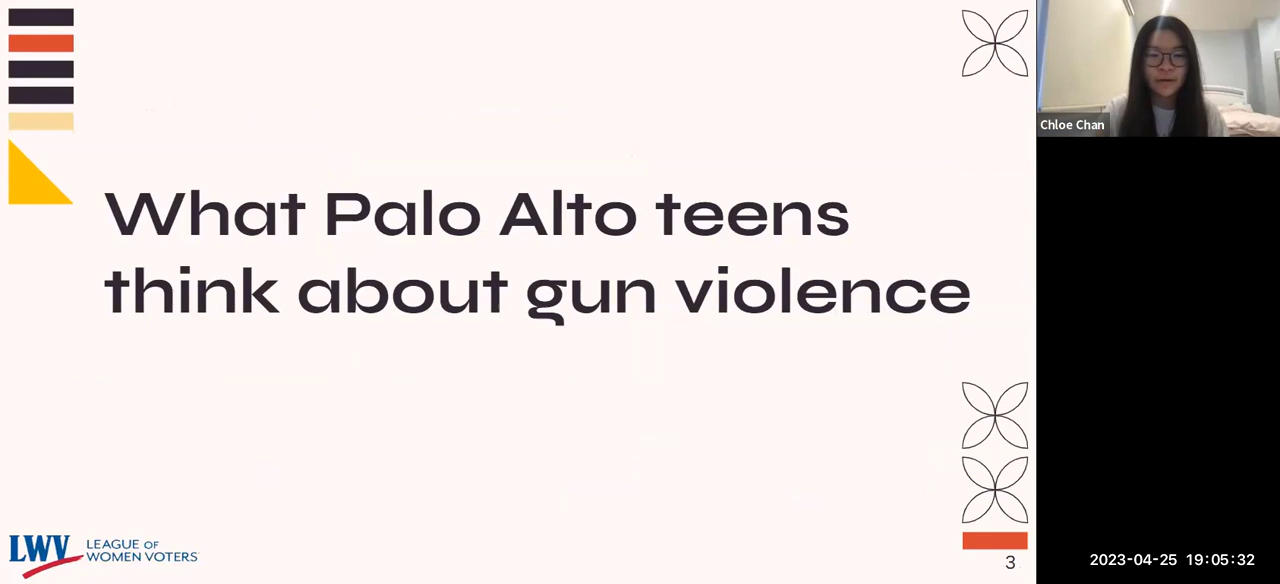 What Palo Alto teens
think about gun violence
LWV LEAGUE OF
WOMEN VOTERS
3
Chloe Chan
2023-04-25 19:05:32